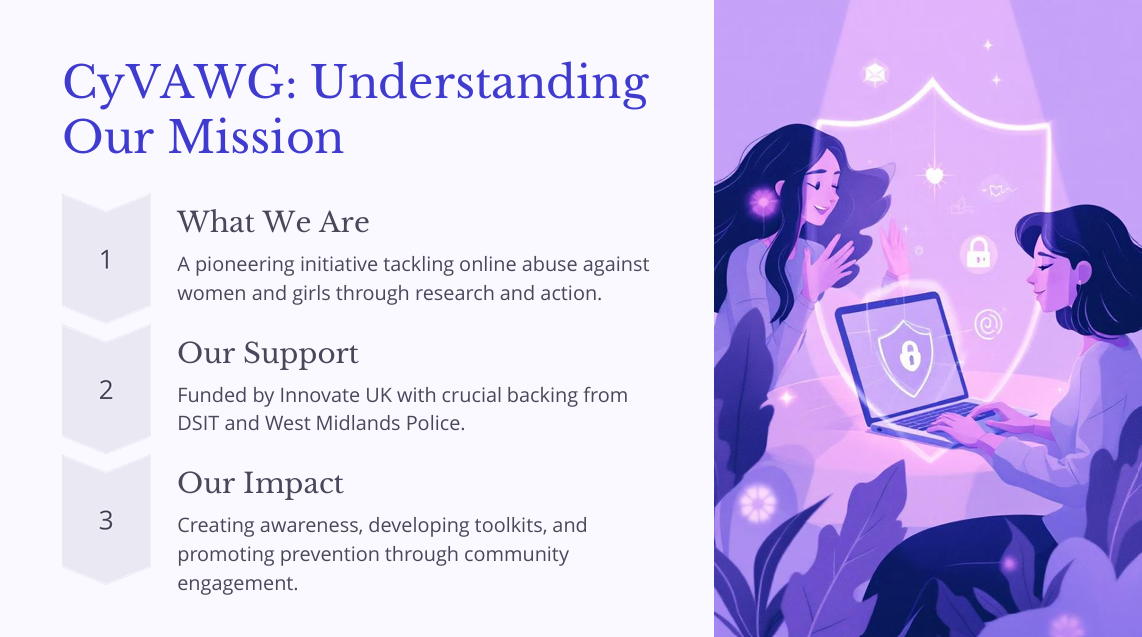 CyVAWG: Understanding
Our Mission
1
What We Are
A pioneering initiative tackling online abuse against
women and girls through research and action.
2
Our Support
Funded by Innovate UK with crucial backing from
DSIT and West Midlands Police.
3
Our Impact
Creating awareness, developing toolkits, and
promoting prevention through community
engagement.